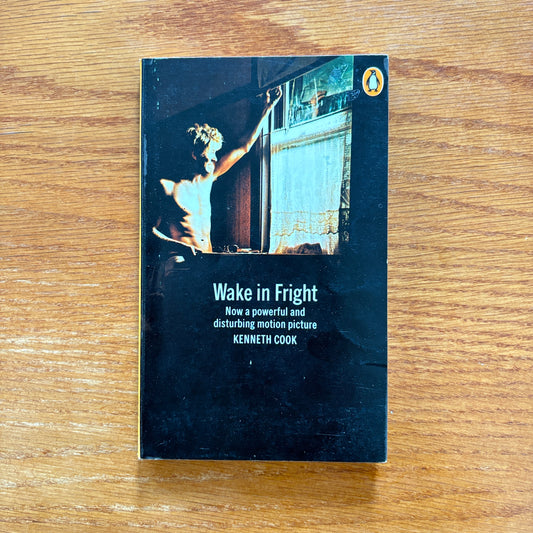 Wake in Fright
Now a powerful and
disturbing motion picture
KENNETH COOK